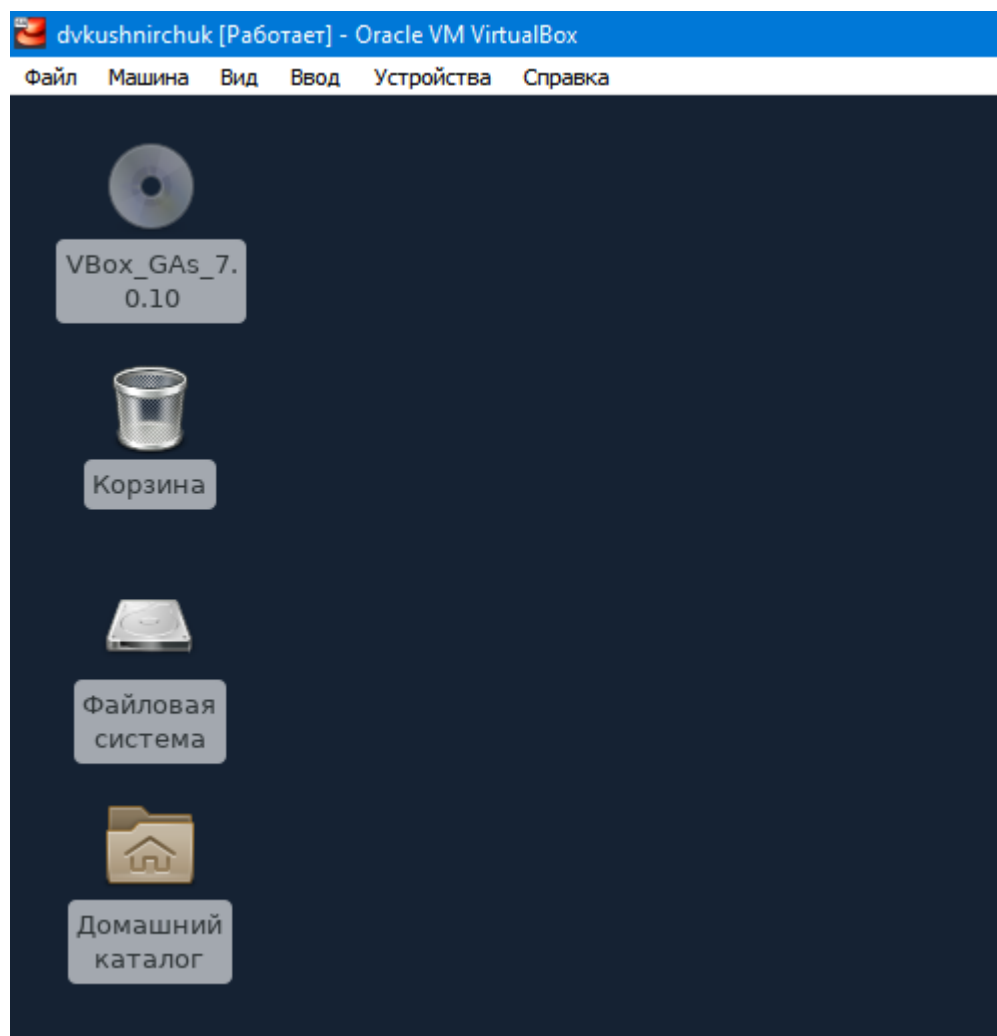 dvkushnirchuk [Работает] - Oracle VM VirtualBox
Файл Машина Вид Ввод Устройства Справка
VBox_GAs_7.
0.10
Корзина
Файловая
система
Домашний
каталог